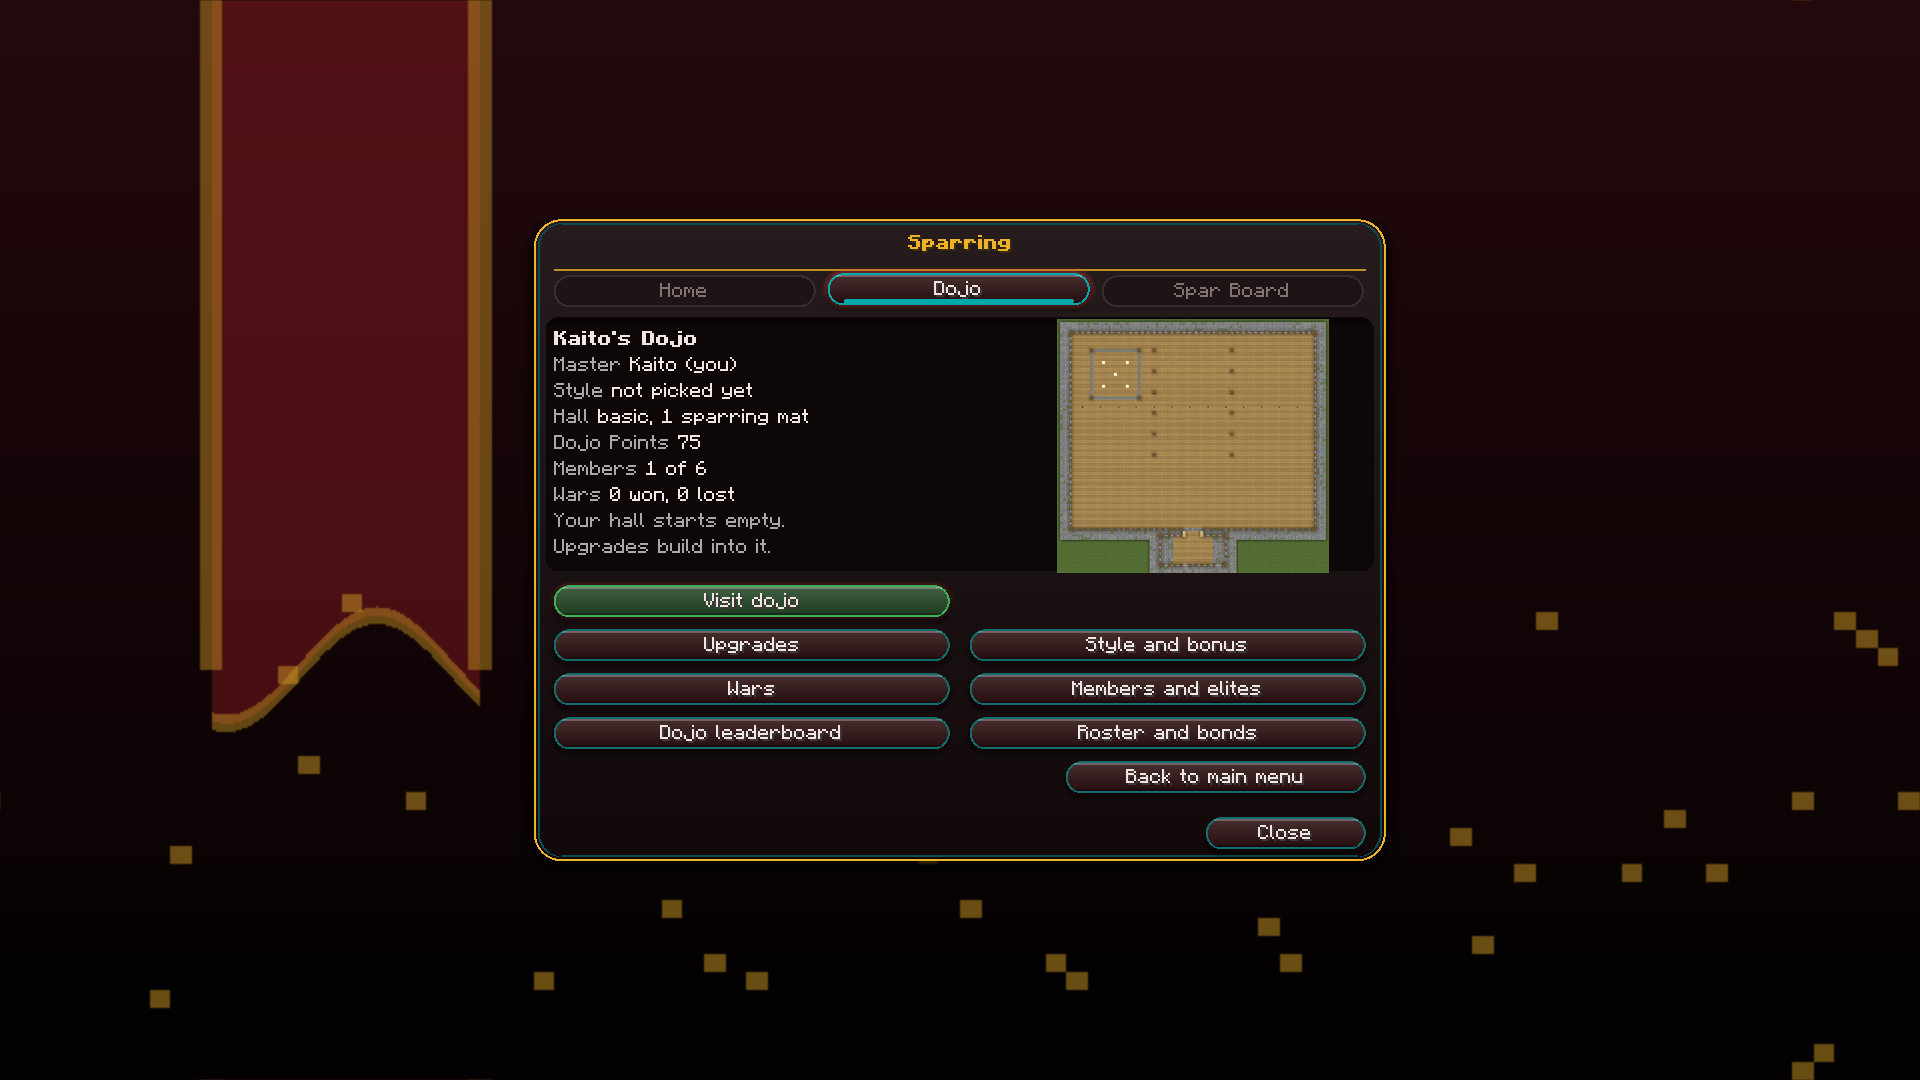 Sparring
Home
Dojo
Spar Board
Kaito's Dojo
Master Kaito (you)
Style not picked yet
Hall basic, 1 sparring mat
Dojo Points 75
Members 1 of 6
Wars 0 won, 0 lost
Your hall starts empty.
Upgrades build into it.
Visit dojo
Upgrades
Style and bonus
Wars
Members and elites
Dojo leaderboard
Roster and bonds
Back to main menu
Close